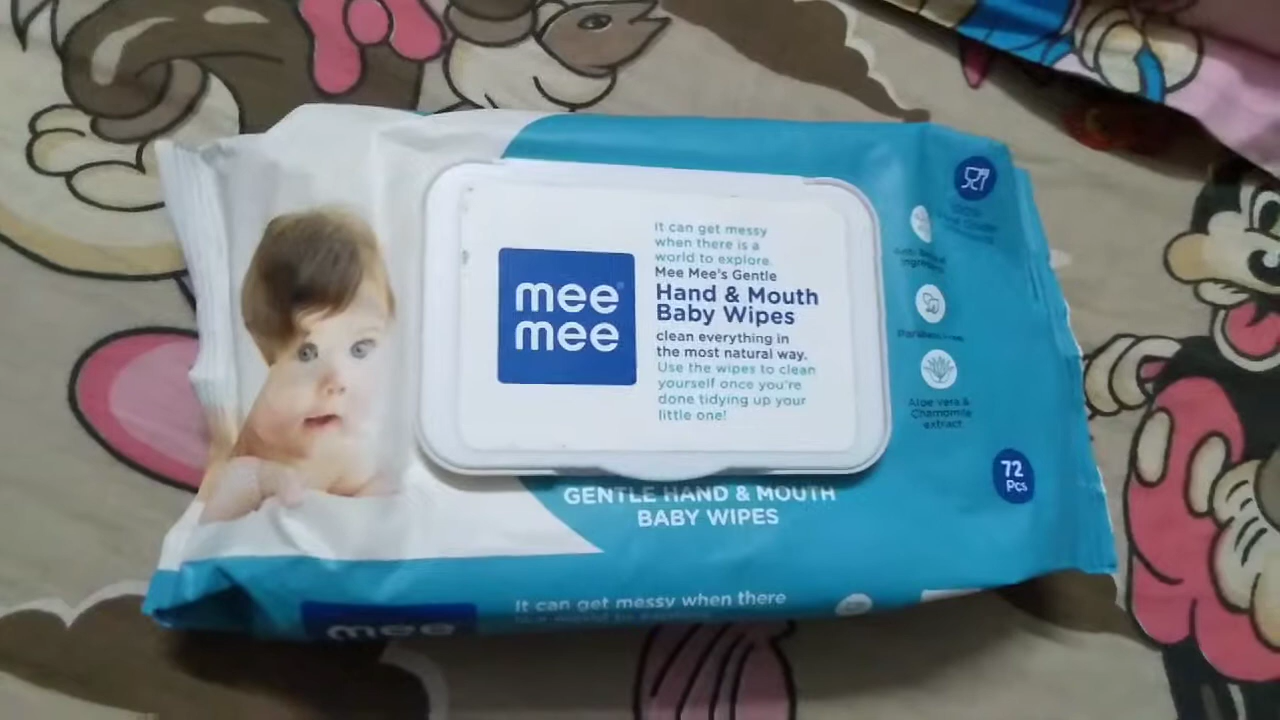 mee
mee
It can get messy
when there is a
world to explore.
Mee Mee's Gentle
Hand & Mouth
Baby Wipes
clean everything in
the most natural way.
Use the wipes to clean
yourself once you're
done tidying up your
little one!
Paraben free
Aloe vera &
Chamomile
extract
72
Pcs
GENTLE HAND & MOUTH
BABY WIPES
mee
It can get messy when there